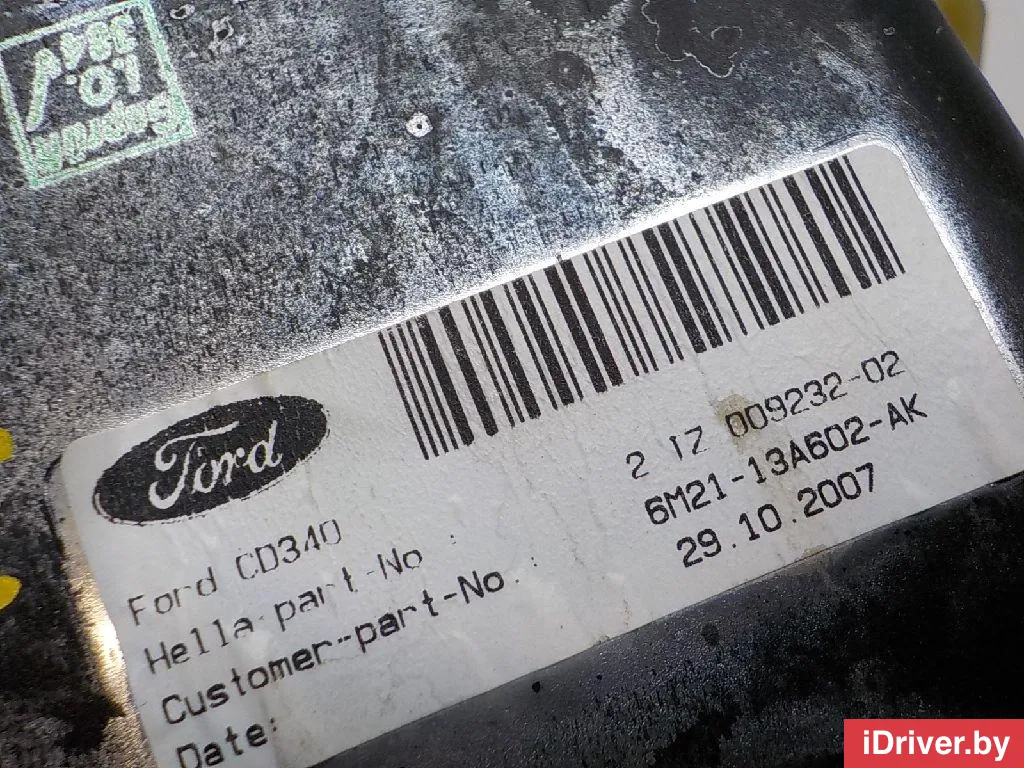 Ford
Ford CD340
Hella part-No : 2 IZ 009232-02
Customer-part-No.: 6M21-13A602-AK
Date: 29.10.2007
iDriver.by